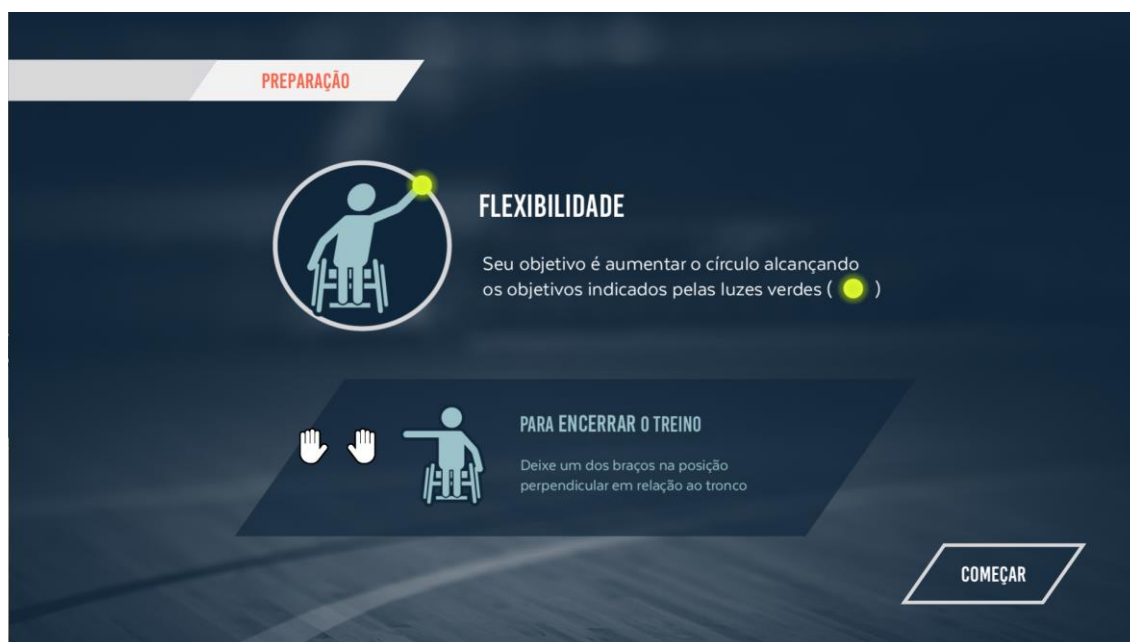 PREPARAÇÃO
FLEXIBILIDADE
Seu objetivo é aumentar o círculo alcançando
os objetivos indicados pelas luzes verdes ( )
PARA ENCERRAR O TREINO
Deixe um dos braços na posição
perpendicular em relação ao tronco
COMEÇAR